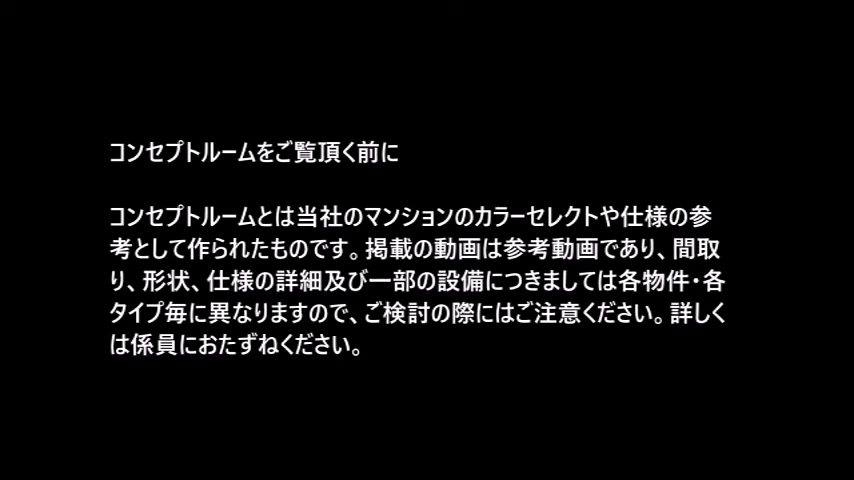 コンセプトルームをご覧頂く前に
コンセプトルームとは当社のマンションのカラーセレクトや仕様の参
考として作られたものです。掲載の動画は参考動画であり、間取
り、形状、仕様の詳細及び一部の設備につきましては各物件・各
タイプ毎に異なりますので、ご検討の際にはご注意ください。詳しく
は係員におたずねください。